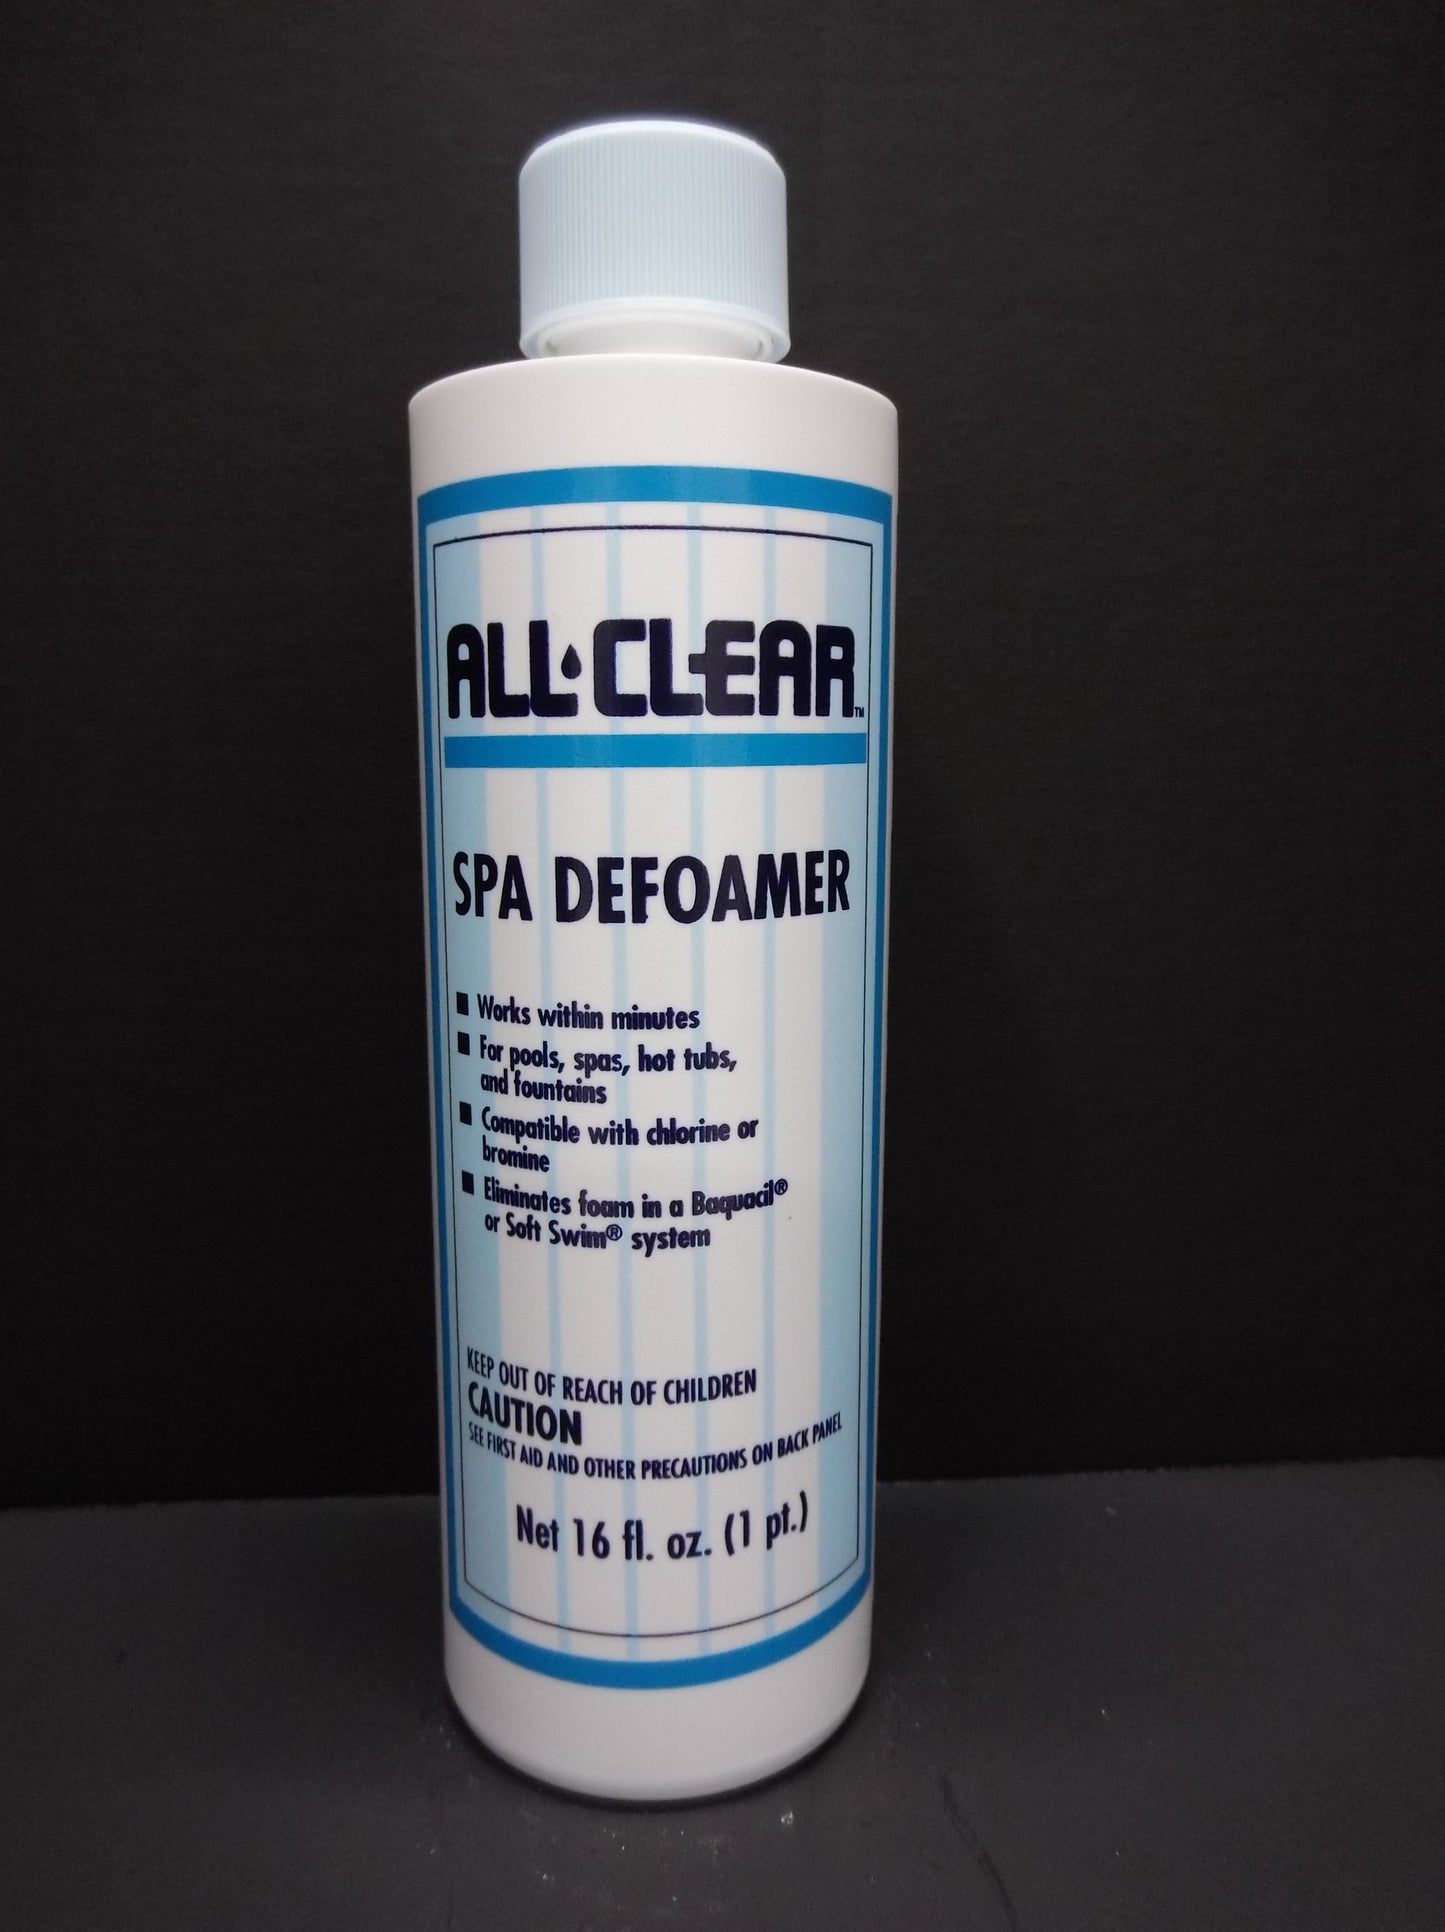 ALL CLEAR™
SPA DEFOAMER
■ Works within minutes
■ For pools, spas, hot tubs,
and fountains
■ Compatible with chlorine or
bromine
■ Eliminates foam in a Baquacil®
or Soft Swim® system
KEEP OUT OF REACH OF CHILDREN
CAUTION
SEE FIRST AID AND OTHER PRECAUTIONS ON BACK PANEL
Net 16 fl. oz. (1 pt.)